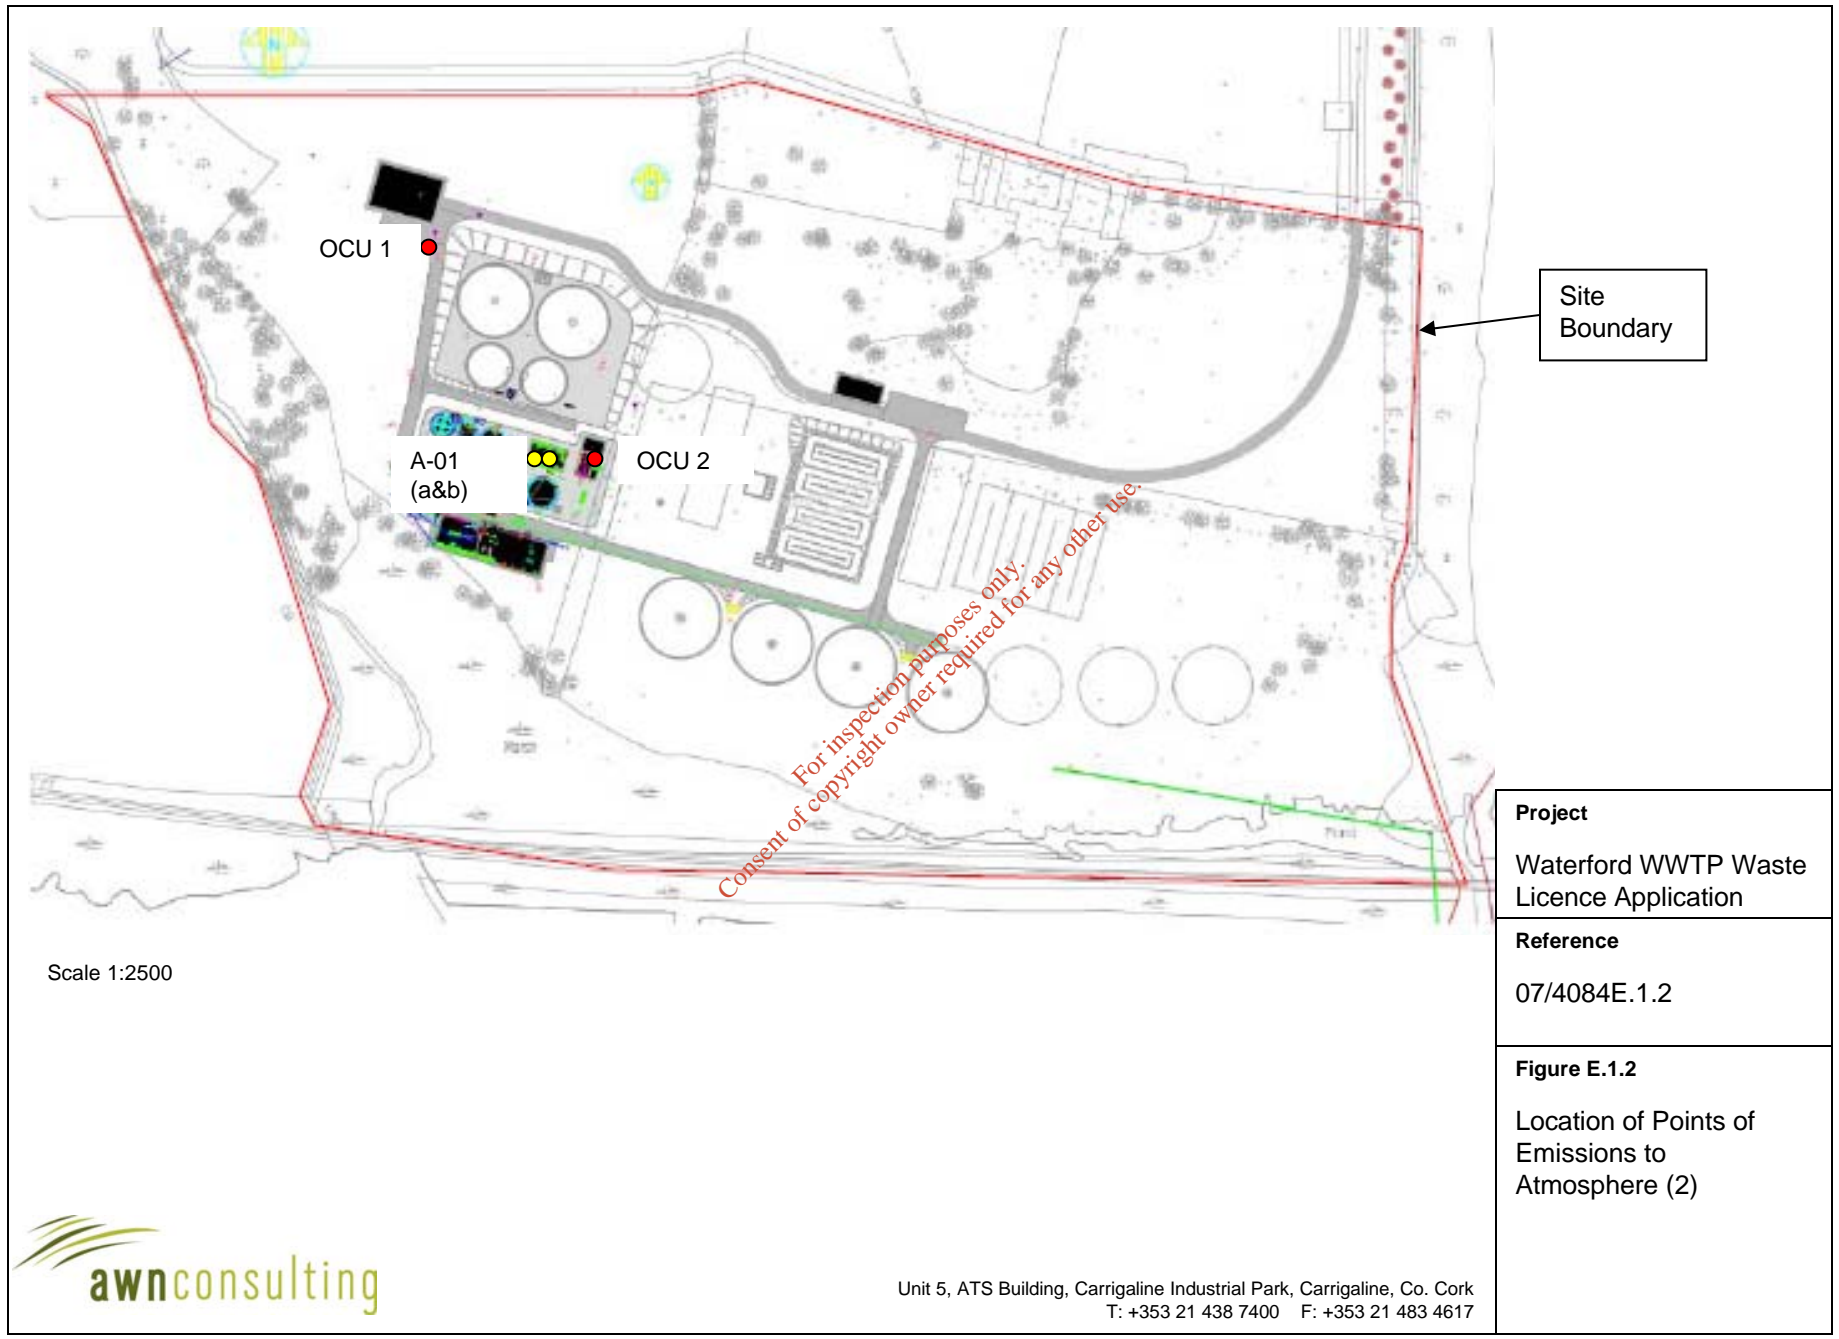 OCU 1
Site
Boundary
A-01
(a&b)
OCU 2
For inspection purposes only.
Consent of copyright owner required for any other use.
Scale 1:2500
Project
Waterford WWTP Waste
Licence Application
Reference
07/4084E.1.2
Figure E.1.2
Location of Points of
Emissions to
Atmosphere (2)
awnconsulting
Unit 5, ATS Building, Carrigaline Industrial Park, Carrigaline, Co. Cork
T: +353 21 438 7400 F: +353 21 483 4617